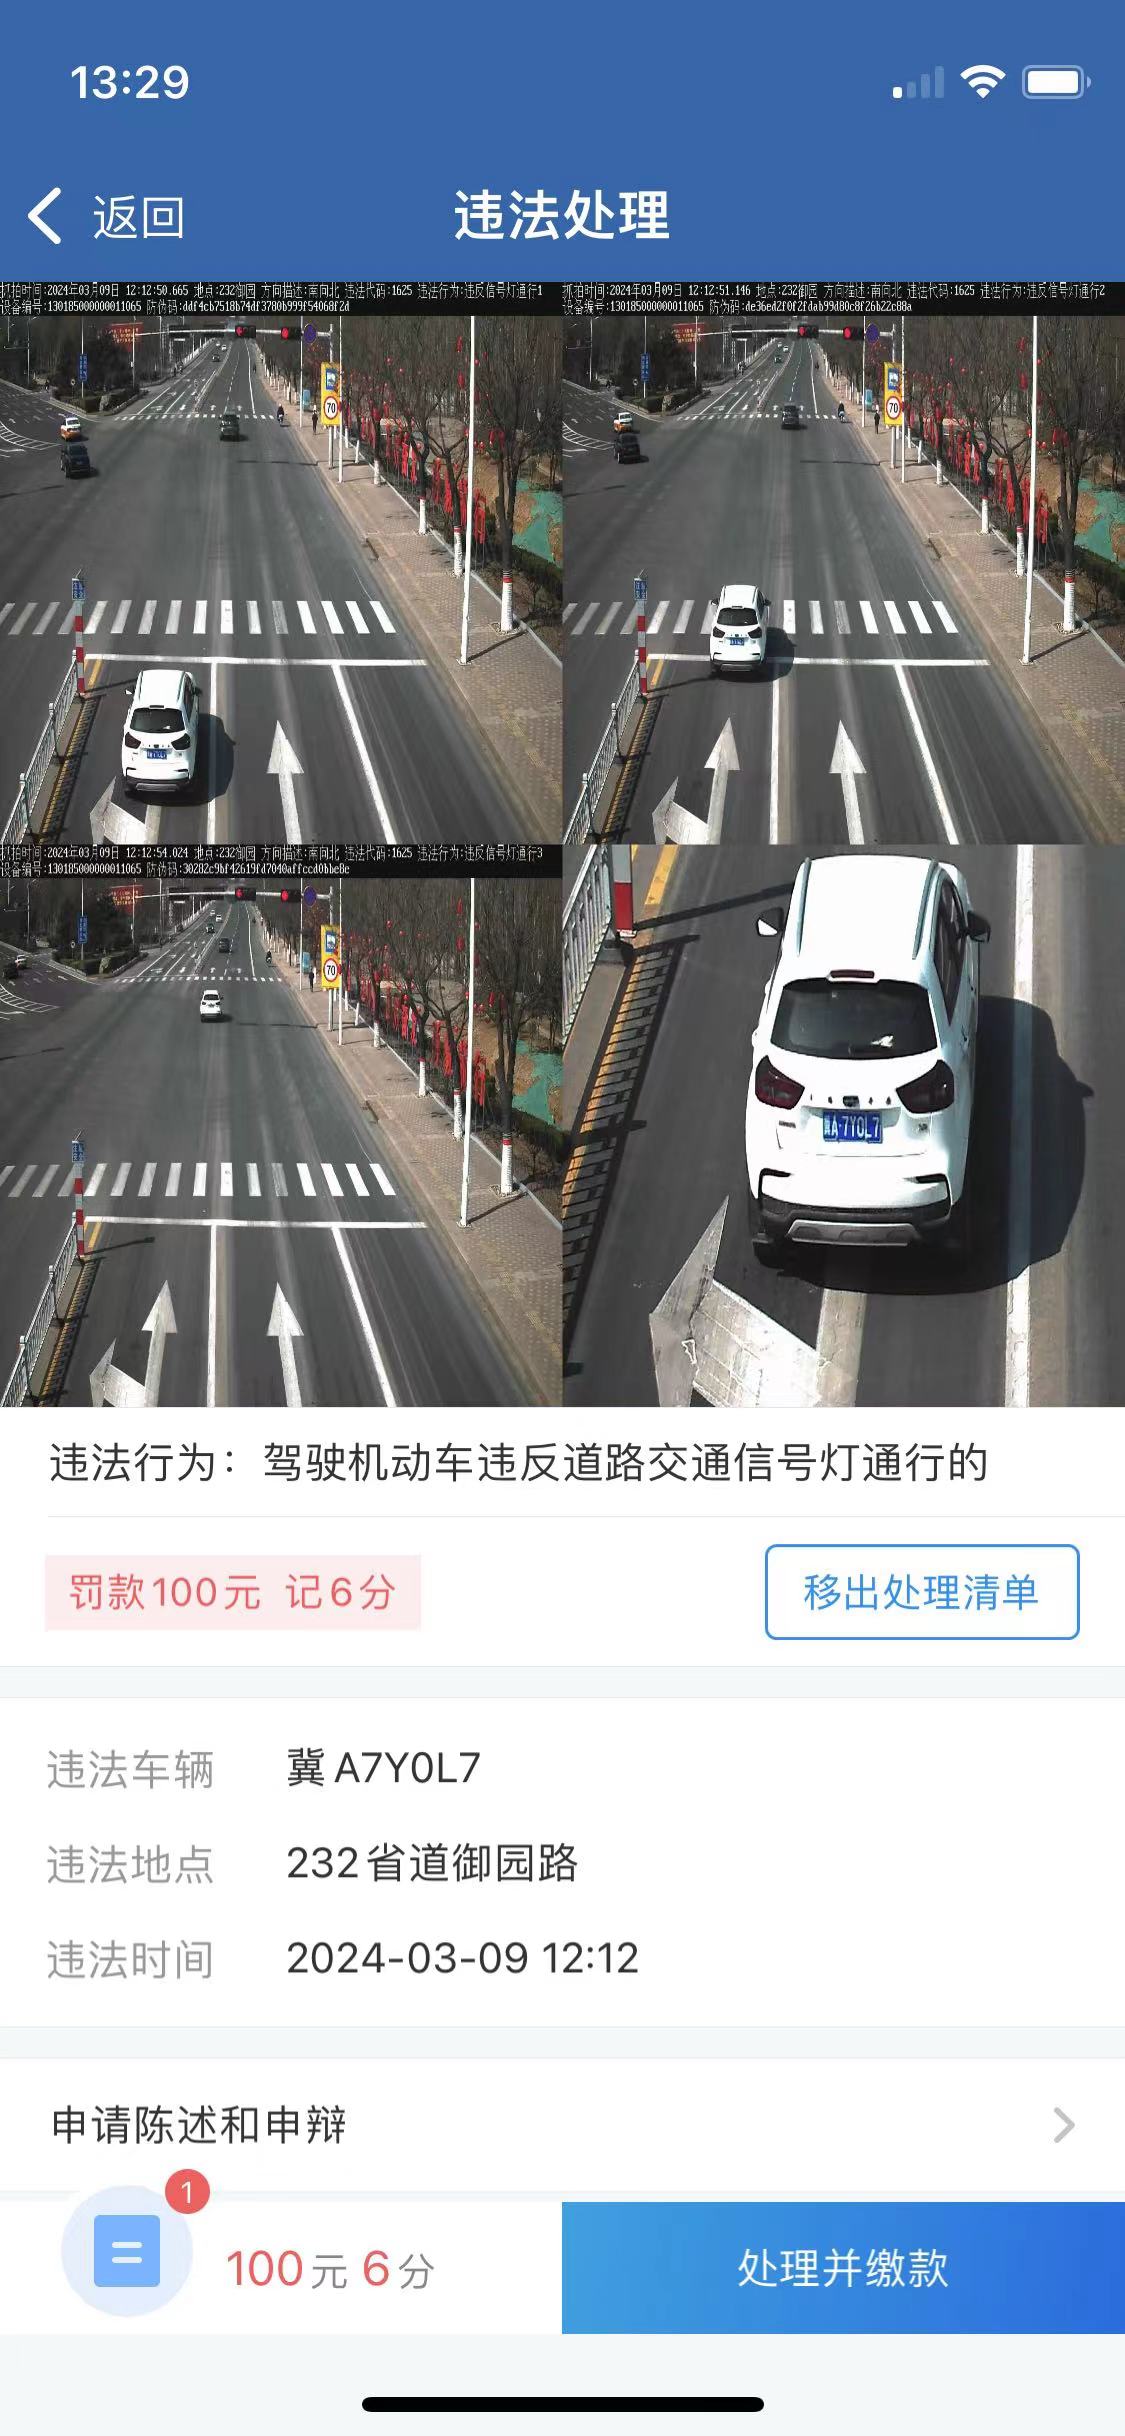 13:29
返回
违法处理
抓拍时间:2024年03月09日 12:12:50.665 地点:232御园 方向描述:南向北 违法代码:1625 违法行为:违反信号灯通行1
设备编号:130185000000011065 防伪码:ddf4cb7518b74df3780b999f54068f2d
抓拍时间:2024年03月09日 12:12:51.146 地点:232御园 方向描述:南向北 违法代码:1625 违法行为:违反信号灯通行2
设备编号:130185000000011065 防伪码:de36ed2f0f2fdab99d80c8f26b22c88a
70
70
抓拍时间:2024年03月09日 12:12:54.024 地点:232御园 方向描述:南向北 违法代码:1625 违法行为:违反信号灯通行3
设备编号:130185000000011065 防伪码:30282c9bf42619fd7040affccd0bbe8c
70
冀A·7Y0L7
违法行为：驾驶机动车违反道路交通信号灯通行的
罚款100元 记6分
移出处理清单
违法车辆 冀A7Y0L7
违法地点 232省道御园路
违法时间 2024-03-09 12:12
申请陈述和申辩
1
100元 6分
处理并缴款